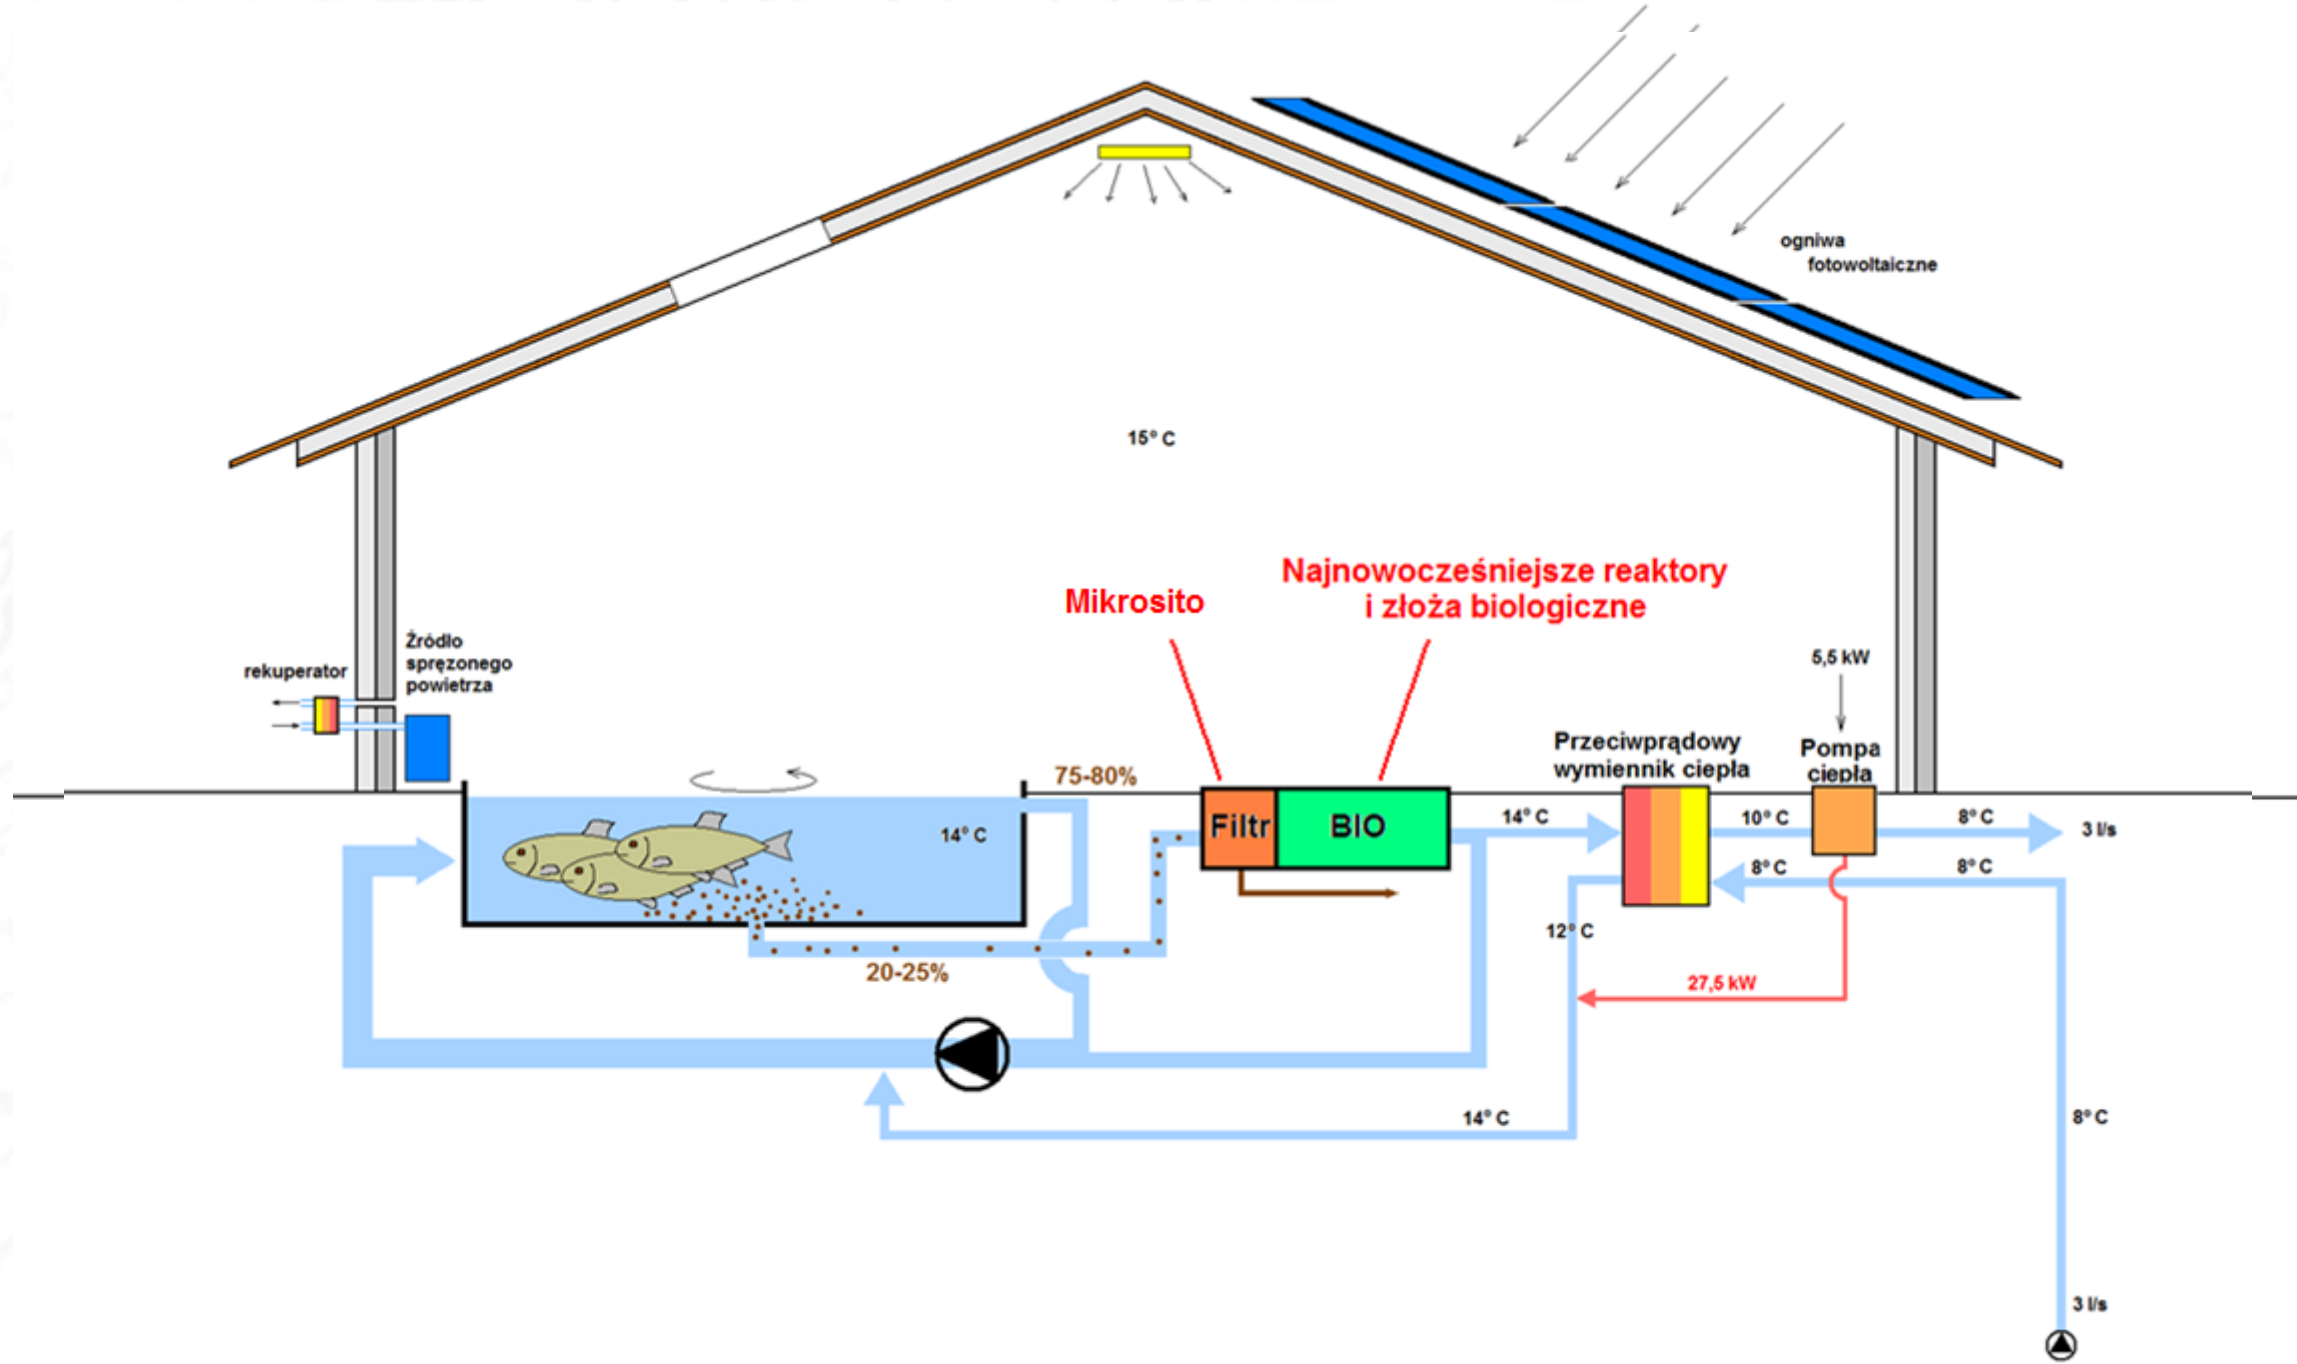 ogniwa
fotowoltaiczne
15° C
Najnowocześniejsze reaktory
i złoża biologiczne
Mikrosito
Źródło
spręzonego
powietrza
rekuperator
5,5 kW
Przeciwprądowy
wymiennik ciepła
Pompa
ciepła
75-80%
14° C
Filtr
BIO
14° C
10° C
8° C
3 l/s
8° C
8° C
12° C
20-25%
27,5 kW
14° C
8° C
3 l/s